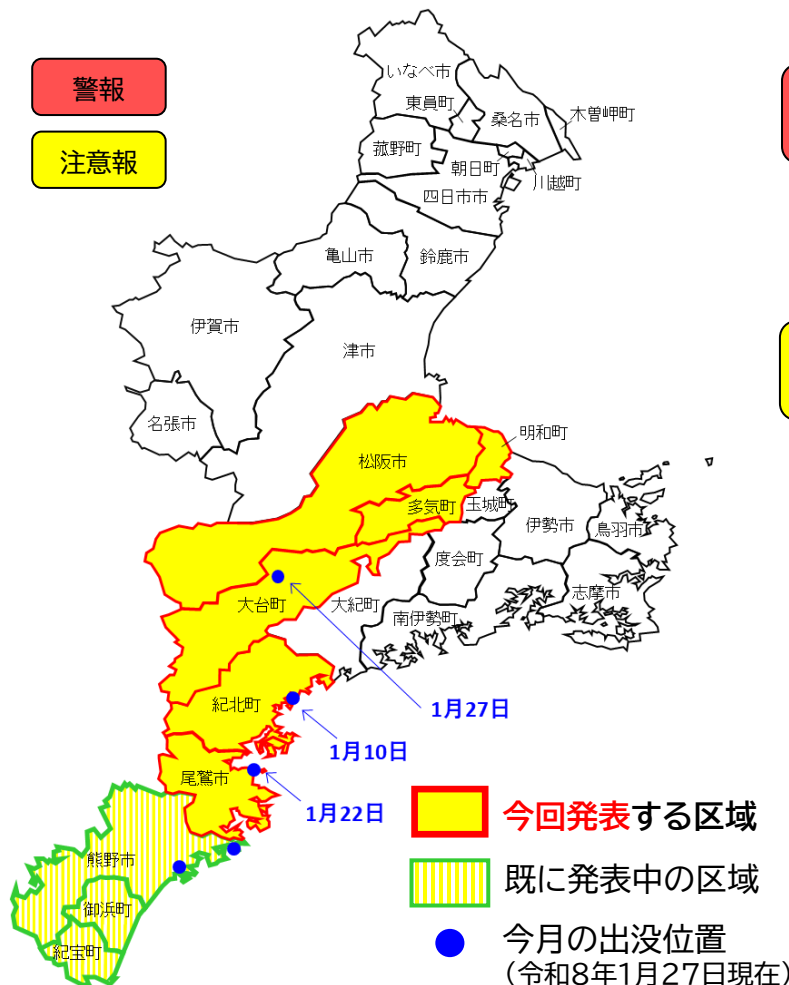 警報
注意報
いなべ市
東員町
桑名市
木曽岬町
菰野町
朝日町
川越町
四日市市
亀山市
鈴鹿市
伊賀市
津市
名張市
明和町
松阪市
多気町
玉城町
伊勢市
鳥羽市
度会町
大台町
大紀町
志摩市
南伊勢町
紀北町
1月27日
1月10日
尾鷲市
1月22日
今回発表する区域
熊野市
既に発表中の区域
御浜町
今月の出没位置
紀宝町
(令和8年1月27日現在)